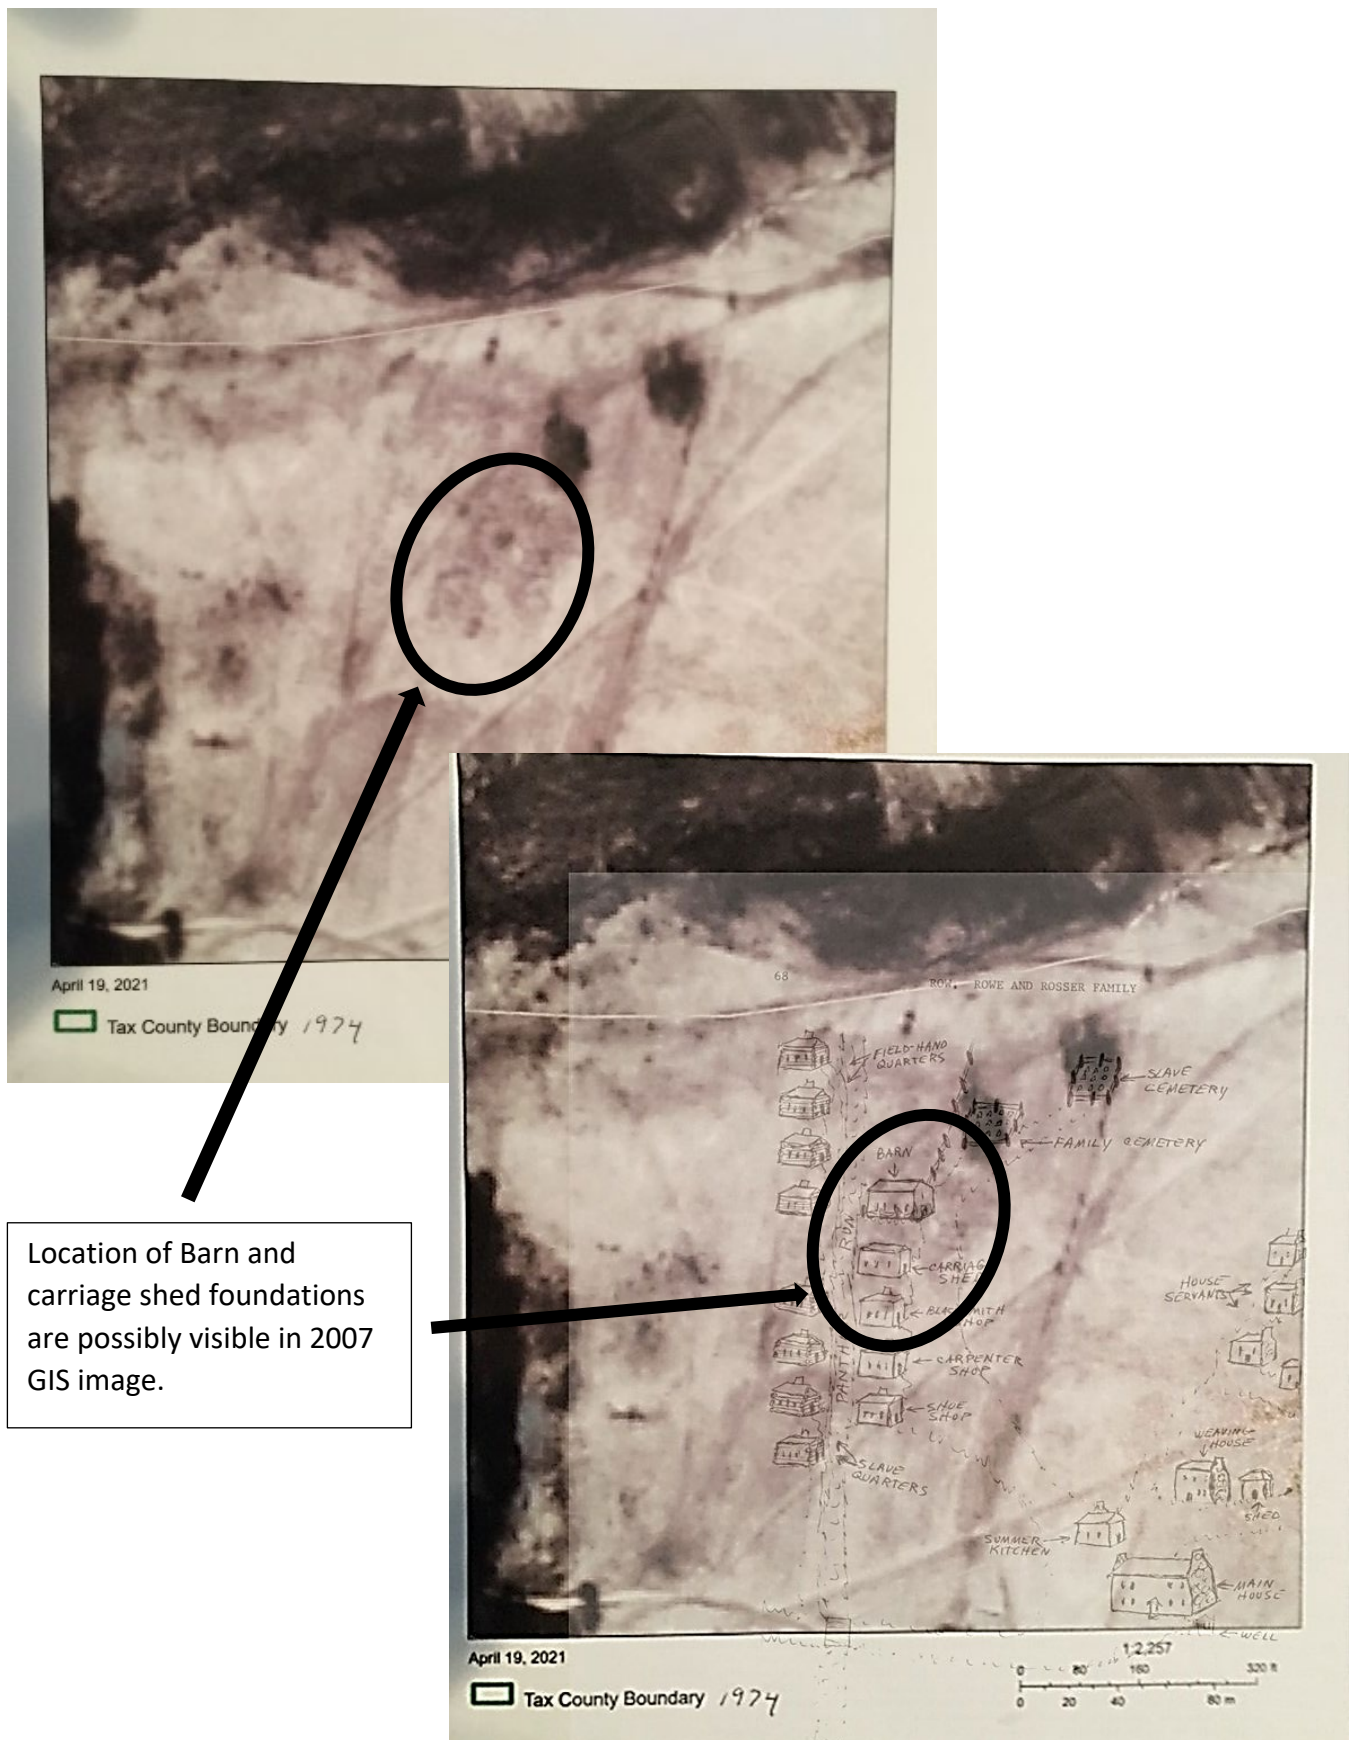 April 19, 2021
Tax County Boundary 1974
Location of Barn and
carriage shed foundations
are possibly visible in 2007
GIS image.
68
ROW, ROWE AND ROSSER FAMILY
FIELD-HAND
QUARTERS
SLAVE
CEMETERY
FAMILY CEMETERY
BARN
RUN
CARRIAGE
SHED
HOUSE
SERVANTS
BLACKSMITH
SHOP
PANTHER
CARPENTER
SHOP
SHOE
SHOP
WEAVING
HOUSE
SLAVE
QUARTERS
SHED
SUMMER
KITCHEN
MAIN
HOUSE
WELL
April 19, 2021
1:2,257
0 80 160 320 ft
Tax County Boundary 1974
0 20 40 80 m